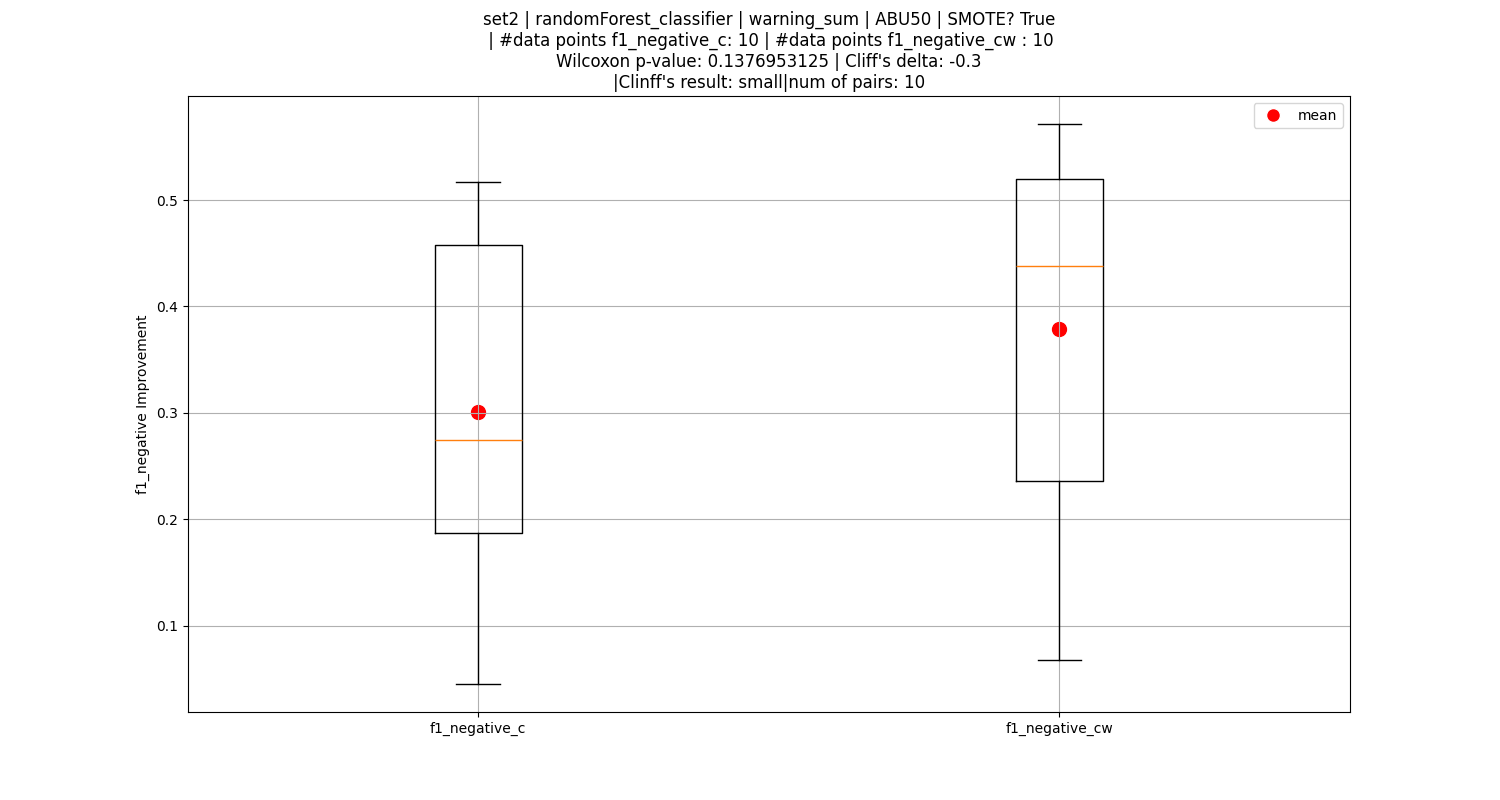 set2 | randomForest_classifier | warning_sum | ABU50 | SMOTE? True
| #data points f1_negative_c: 10 | #data points f1_negative_cw : 10
Wilcoxon p-value: 0.1376953125 | Cliff's delta: -0.3
|Clinff's result: small|num of pairs: 10
mean
0.5
0.4
0.3
0.2
0.1
f1_negative Improvement
f1_negative_c
f1_negative_cw